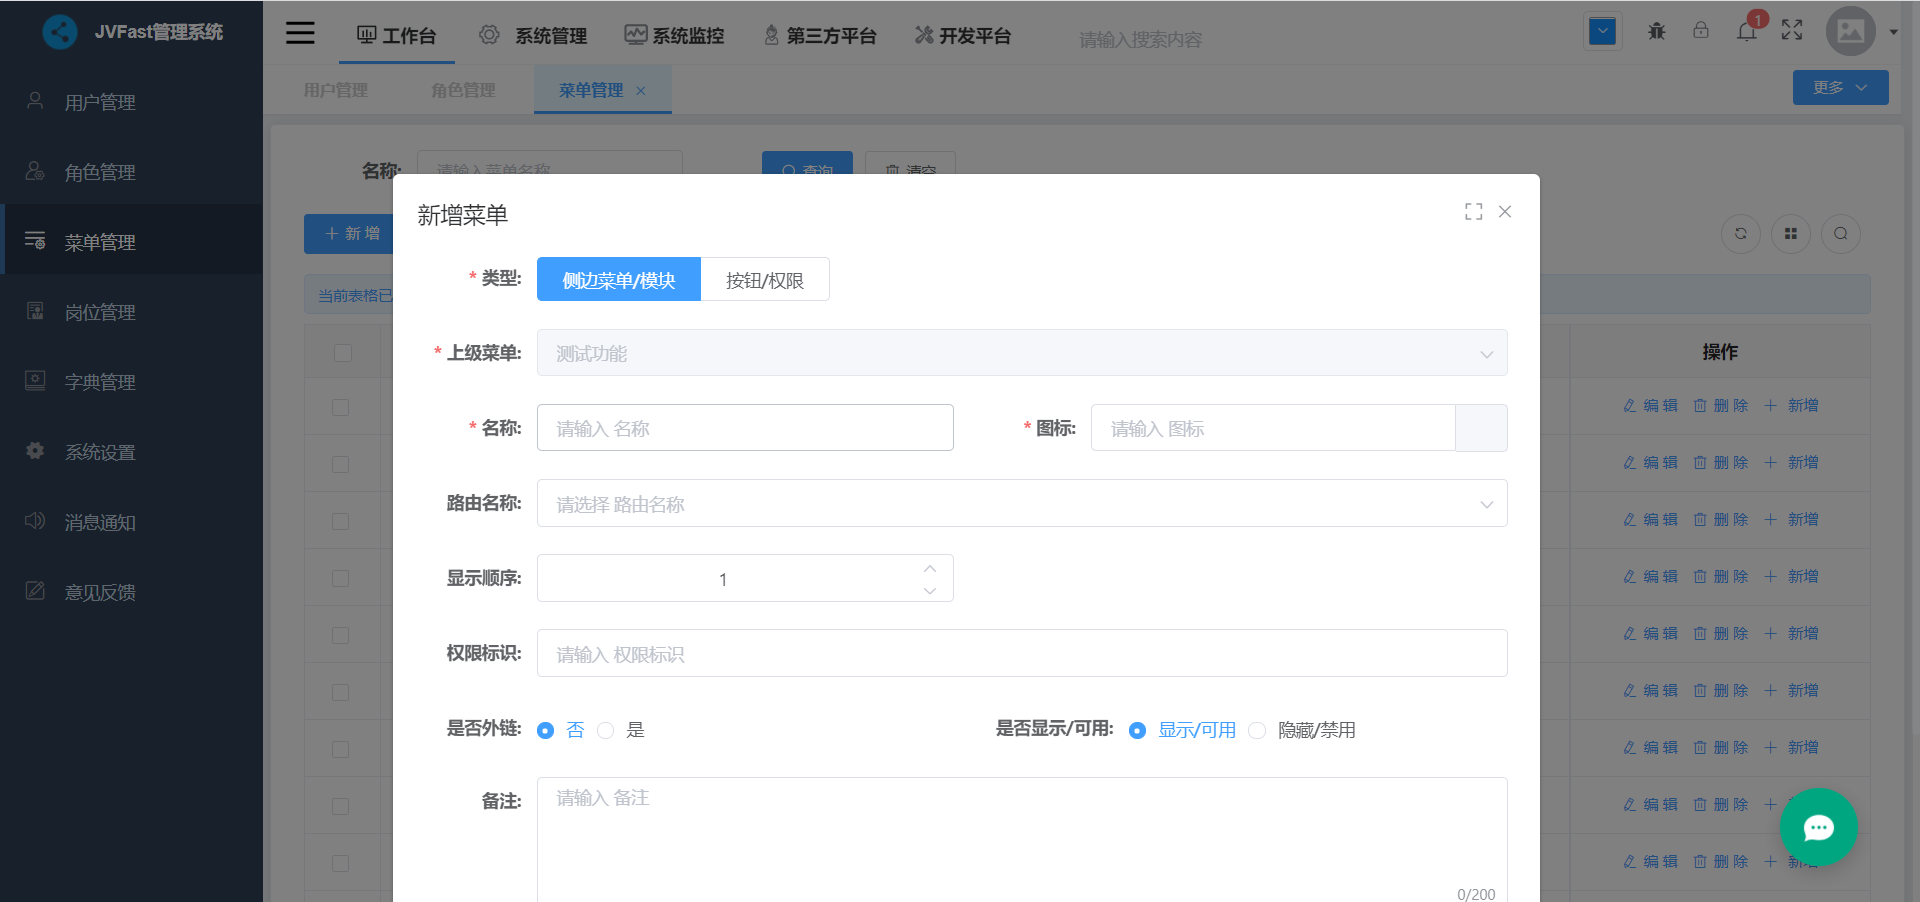 JVFast管理系统
工作台
系统管理
系统监控
第三方平台
开发平台
请输入搜索内容
1
用户管理
角色管理
菜单管理
更多
用户管理
角色管理
菜单管理
岗位管理
字典管理
系统设置
消息通知
意见反馈
名称:
请输入菜单名称
查询
清空
新 增
当前表格已
操作
编 辑 删 除 新增
编 辑 删 除 新增
编 辑 删 除 新增
编 辑 删 除 新增
编 辑 删 除 新增
编 辑 删 除 新增
编 辑 删 除 新增
编 辑 删 除
编 辑 删 除 新增
新增菜单
* 类型: 侧边菜单/模块 按钮/权限
* 上级菜单: 测试功能
* 名称: 请输入 名称 * 图标: 请输入 图标
路由名称: 请选择 路由名称
显示顺序: 1
权限标识: 请输入 权限标识
是否外链: 否 是 是否显示/可用: 显示/可用 隐藏/禁用
备注: 请输入 备注
0/200